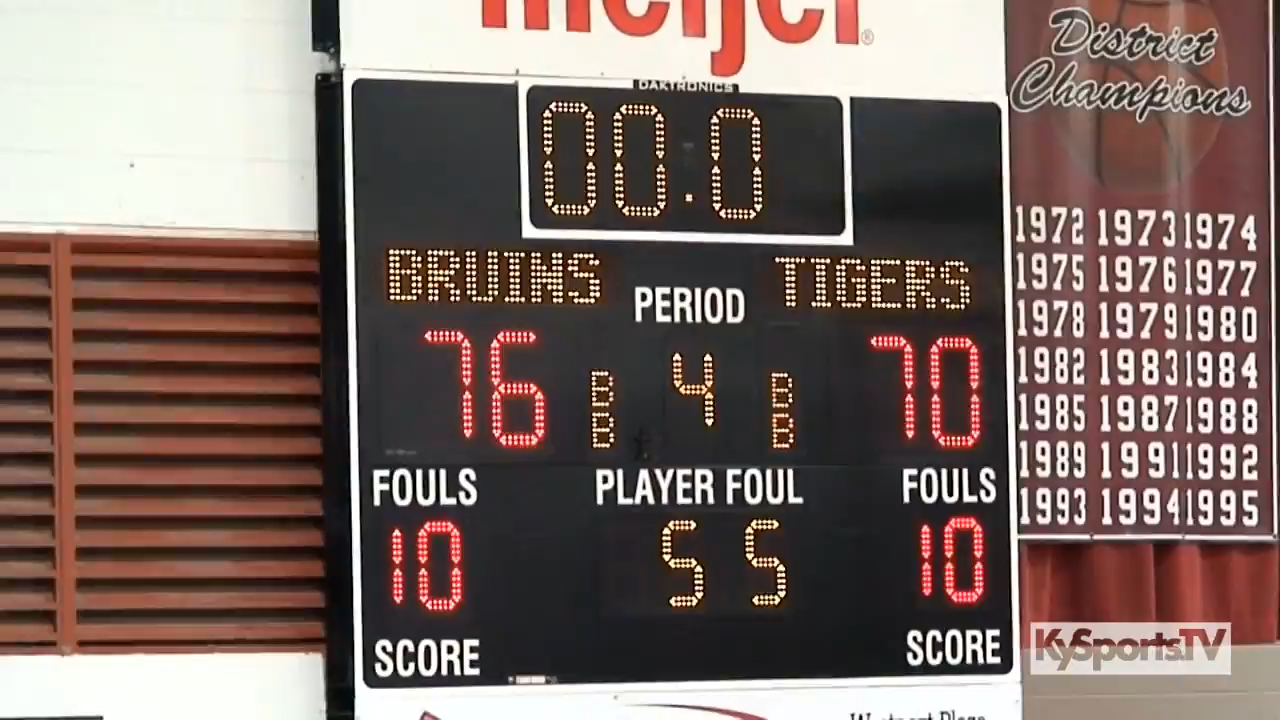 meijer®
DAKTRONICS
00.0
BRUINS TIGERS
PERIOD
76 B B 4 B B 70
FOULS PLAYER FOUL FOULS
10 55 10
SCORE SCORE
District
Champions
1972 1973 1974
1975 1976 1977
1978 1979 1980
1982 1983 1984
1985 1987 1988
1989 1991 1992
1993 1994 1995
KySportsTV